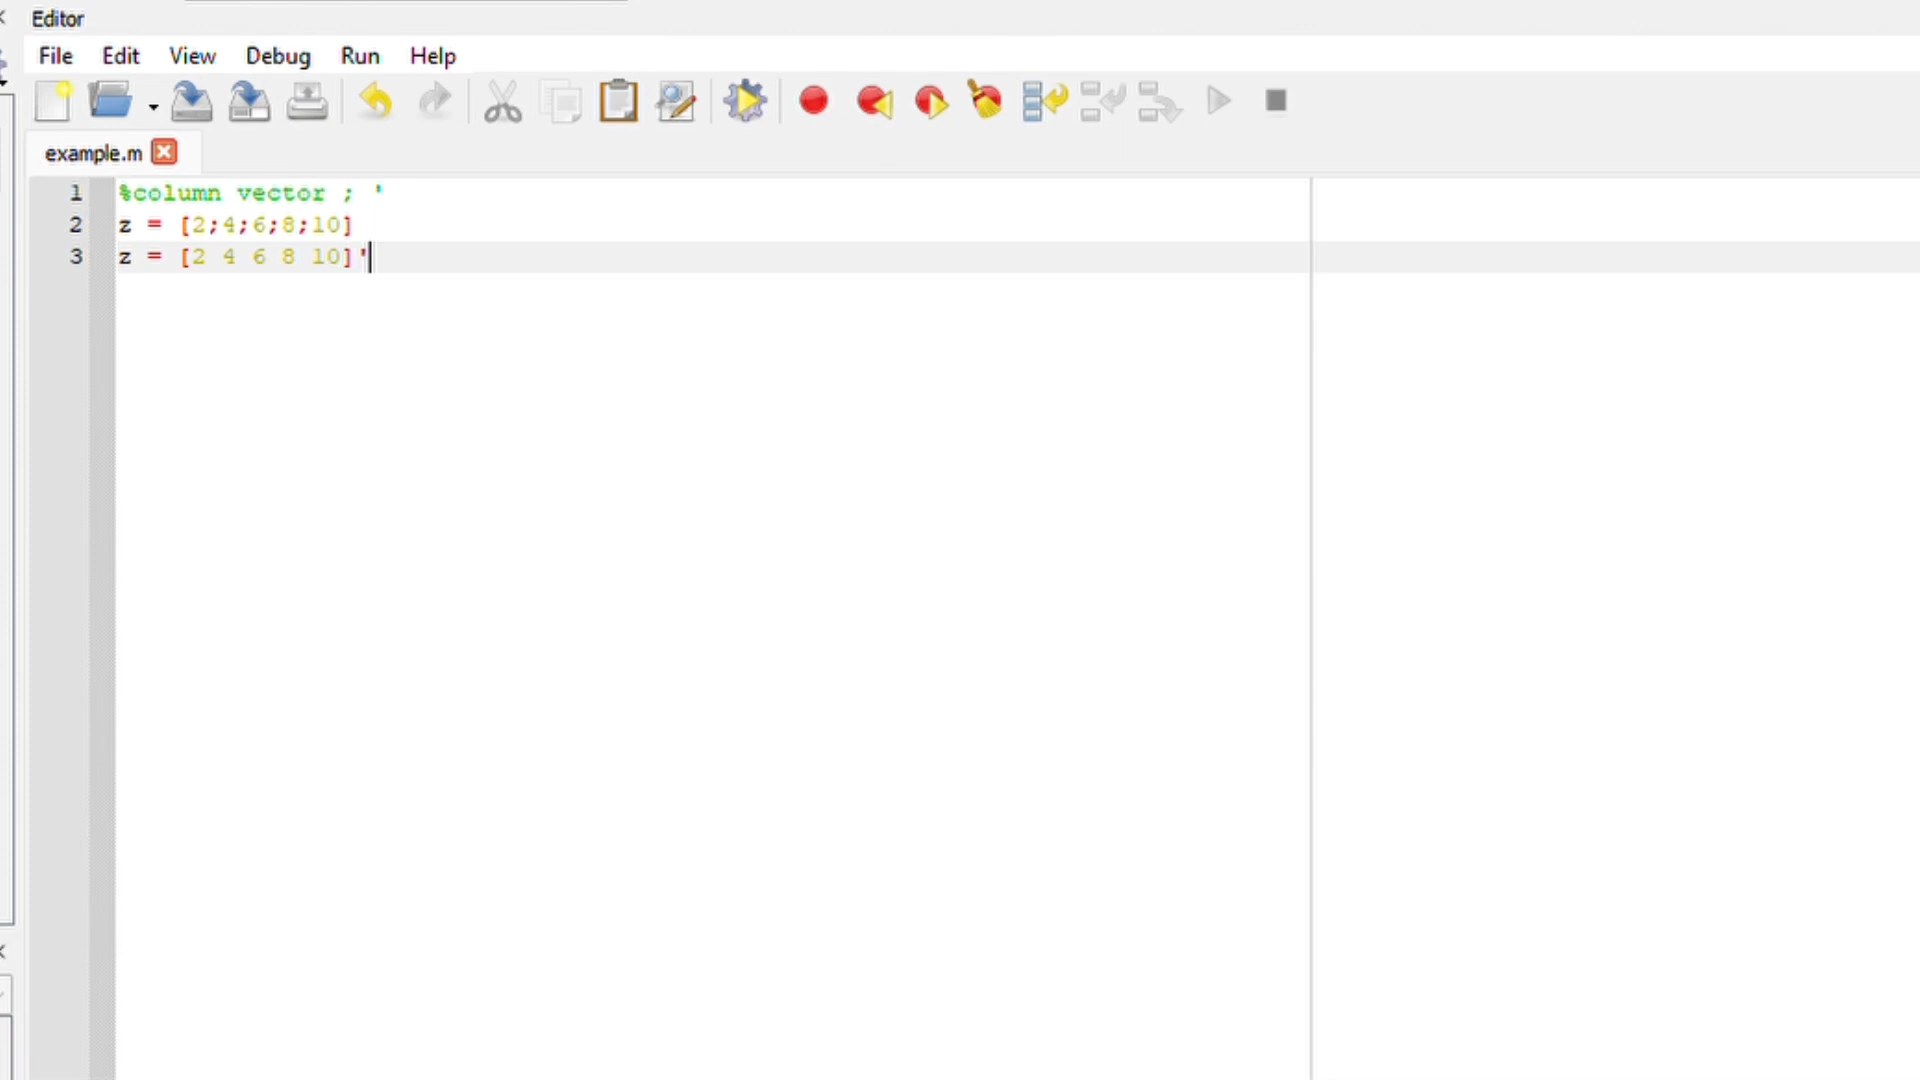 Editor
File Edit View Debug Run Help
example.m
1 %column vector ; '
2 z = [2;4;6;8;10]
3 z = [2 4 6 8 10]'